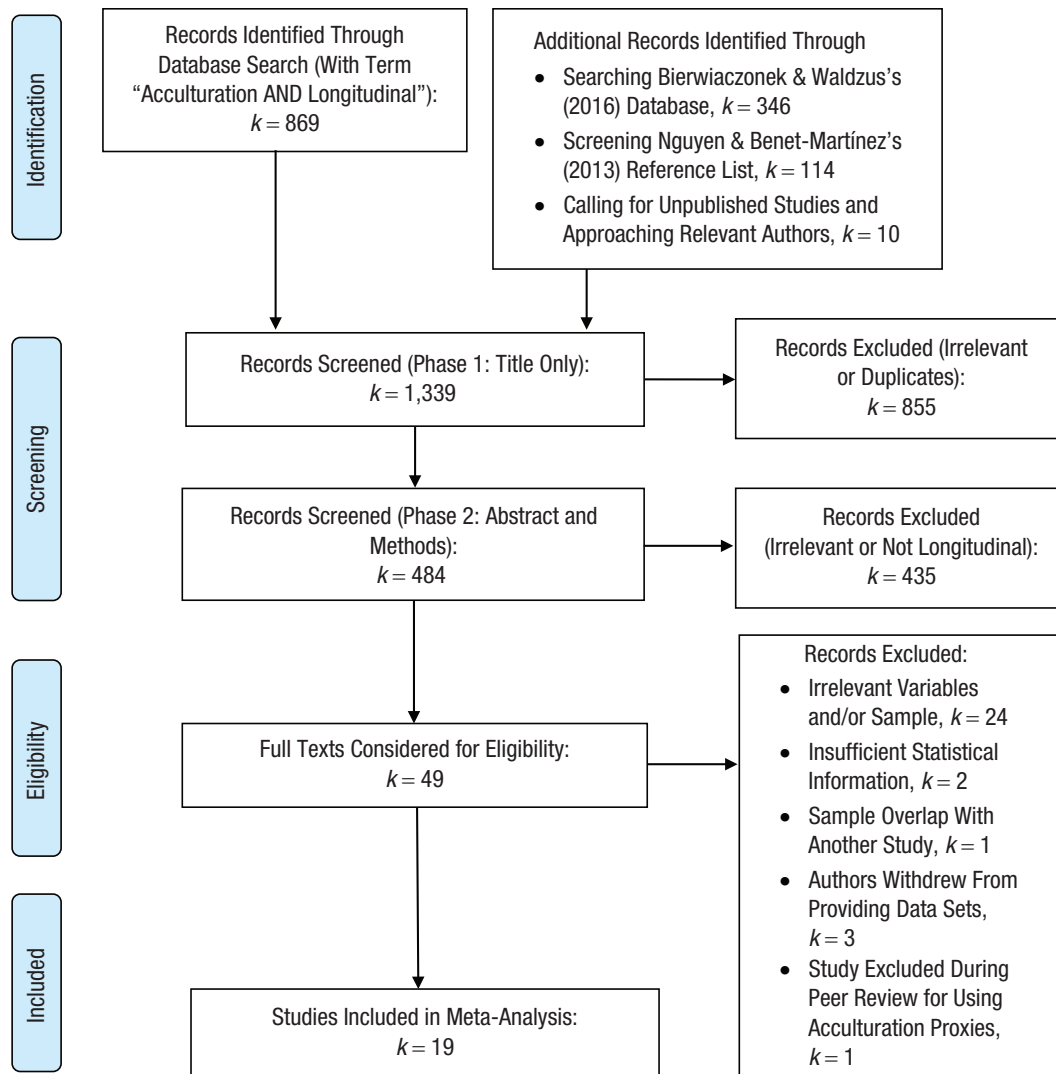 Identification
Records Identified Through
Database Search (With Term
“Acculturation AND Longitudinal”):
k = 869
Additional Records Identified Through
• Searching Bierwiaczonek & Waldzus’s
(2016) Database, k = 346
• Screening Nguyen & Benet-Martínez’s
(2013) Reference List, k = 114
• Calling for Unpublished Studies and
Approaching Relevant Authors, k = 10
Screening
Records Screened (Phase 1: Title Only):
k = 1,339
Records Excluded (Irrelevant
or Duplicates):
k = 855
Records Screened (Phase 2: Abstract and
Methods):
k = 484
Records Excluded
(Irrelevant or Not Longitudinal):
k = 435
Eligibility
Full Texts Considered for Eligibility:
k = 49
Records Excluded:
• Irrelevant Variables
and/or Sample, k = 24
• Insufficient Statistical
Information, k = 2
• Sample Overlap With
Another Study, k = 1
• Authors Withdrew From
Providing Data Sets,
k = 3
• Study Excluded During
Peer Review for Using
Acculturation Proxies,
k = 1
Included
Studies Included in Meta-Analysis:
k = 19